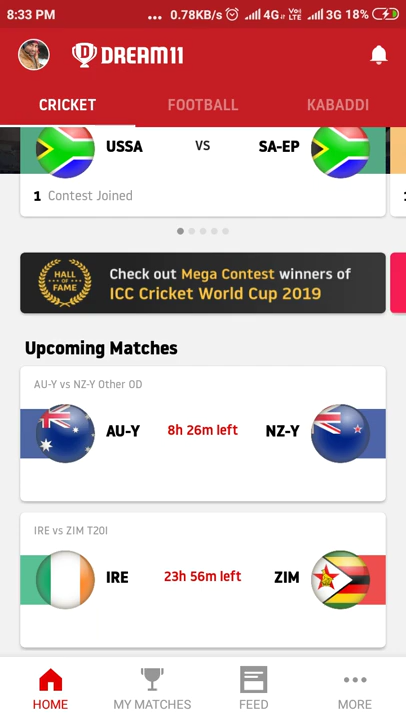 8:33 PM ... 0.78KB/s 4G VoLTE 3G 18%
DREAM11
CRICKET FOOTBALL KABADDI
USSA VS SA-EP
1 Contest Joined
HALL OF FAME
Check out Mega Contest winners of
ICC Cricket World Cup 2019
Upcoming Matches
AU-Y vs NZ-Y Other OD
AU-Y 8h 26m left NZ-Y
IRE vs ZIM T20I
IRE 23h 56m left ZIM
HOME MY MATCHES FEED MORE